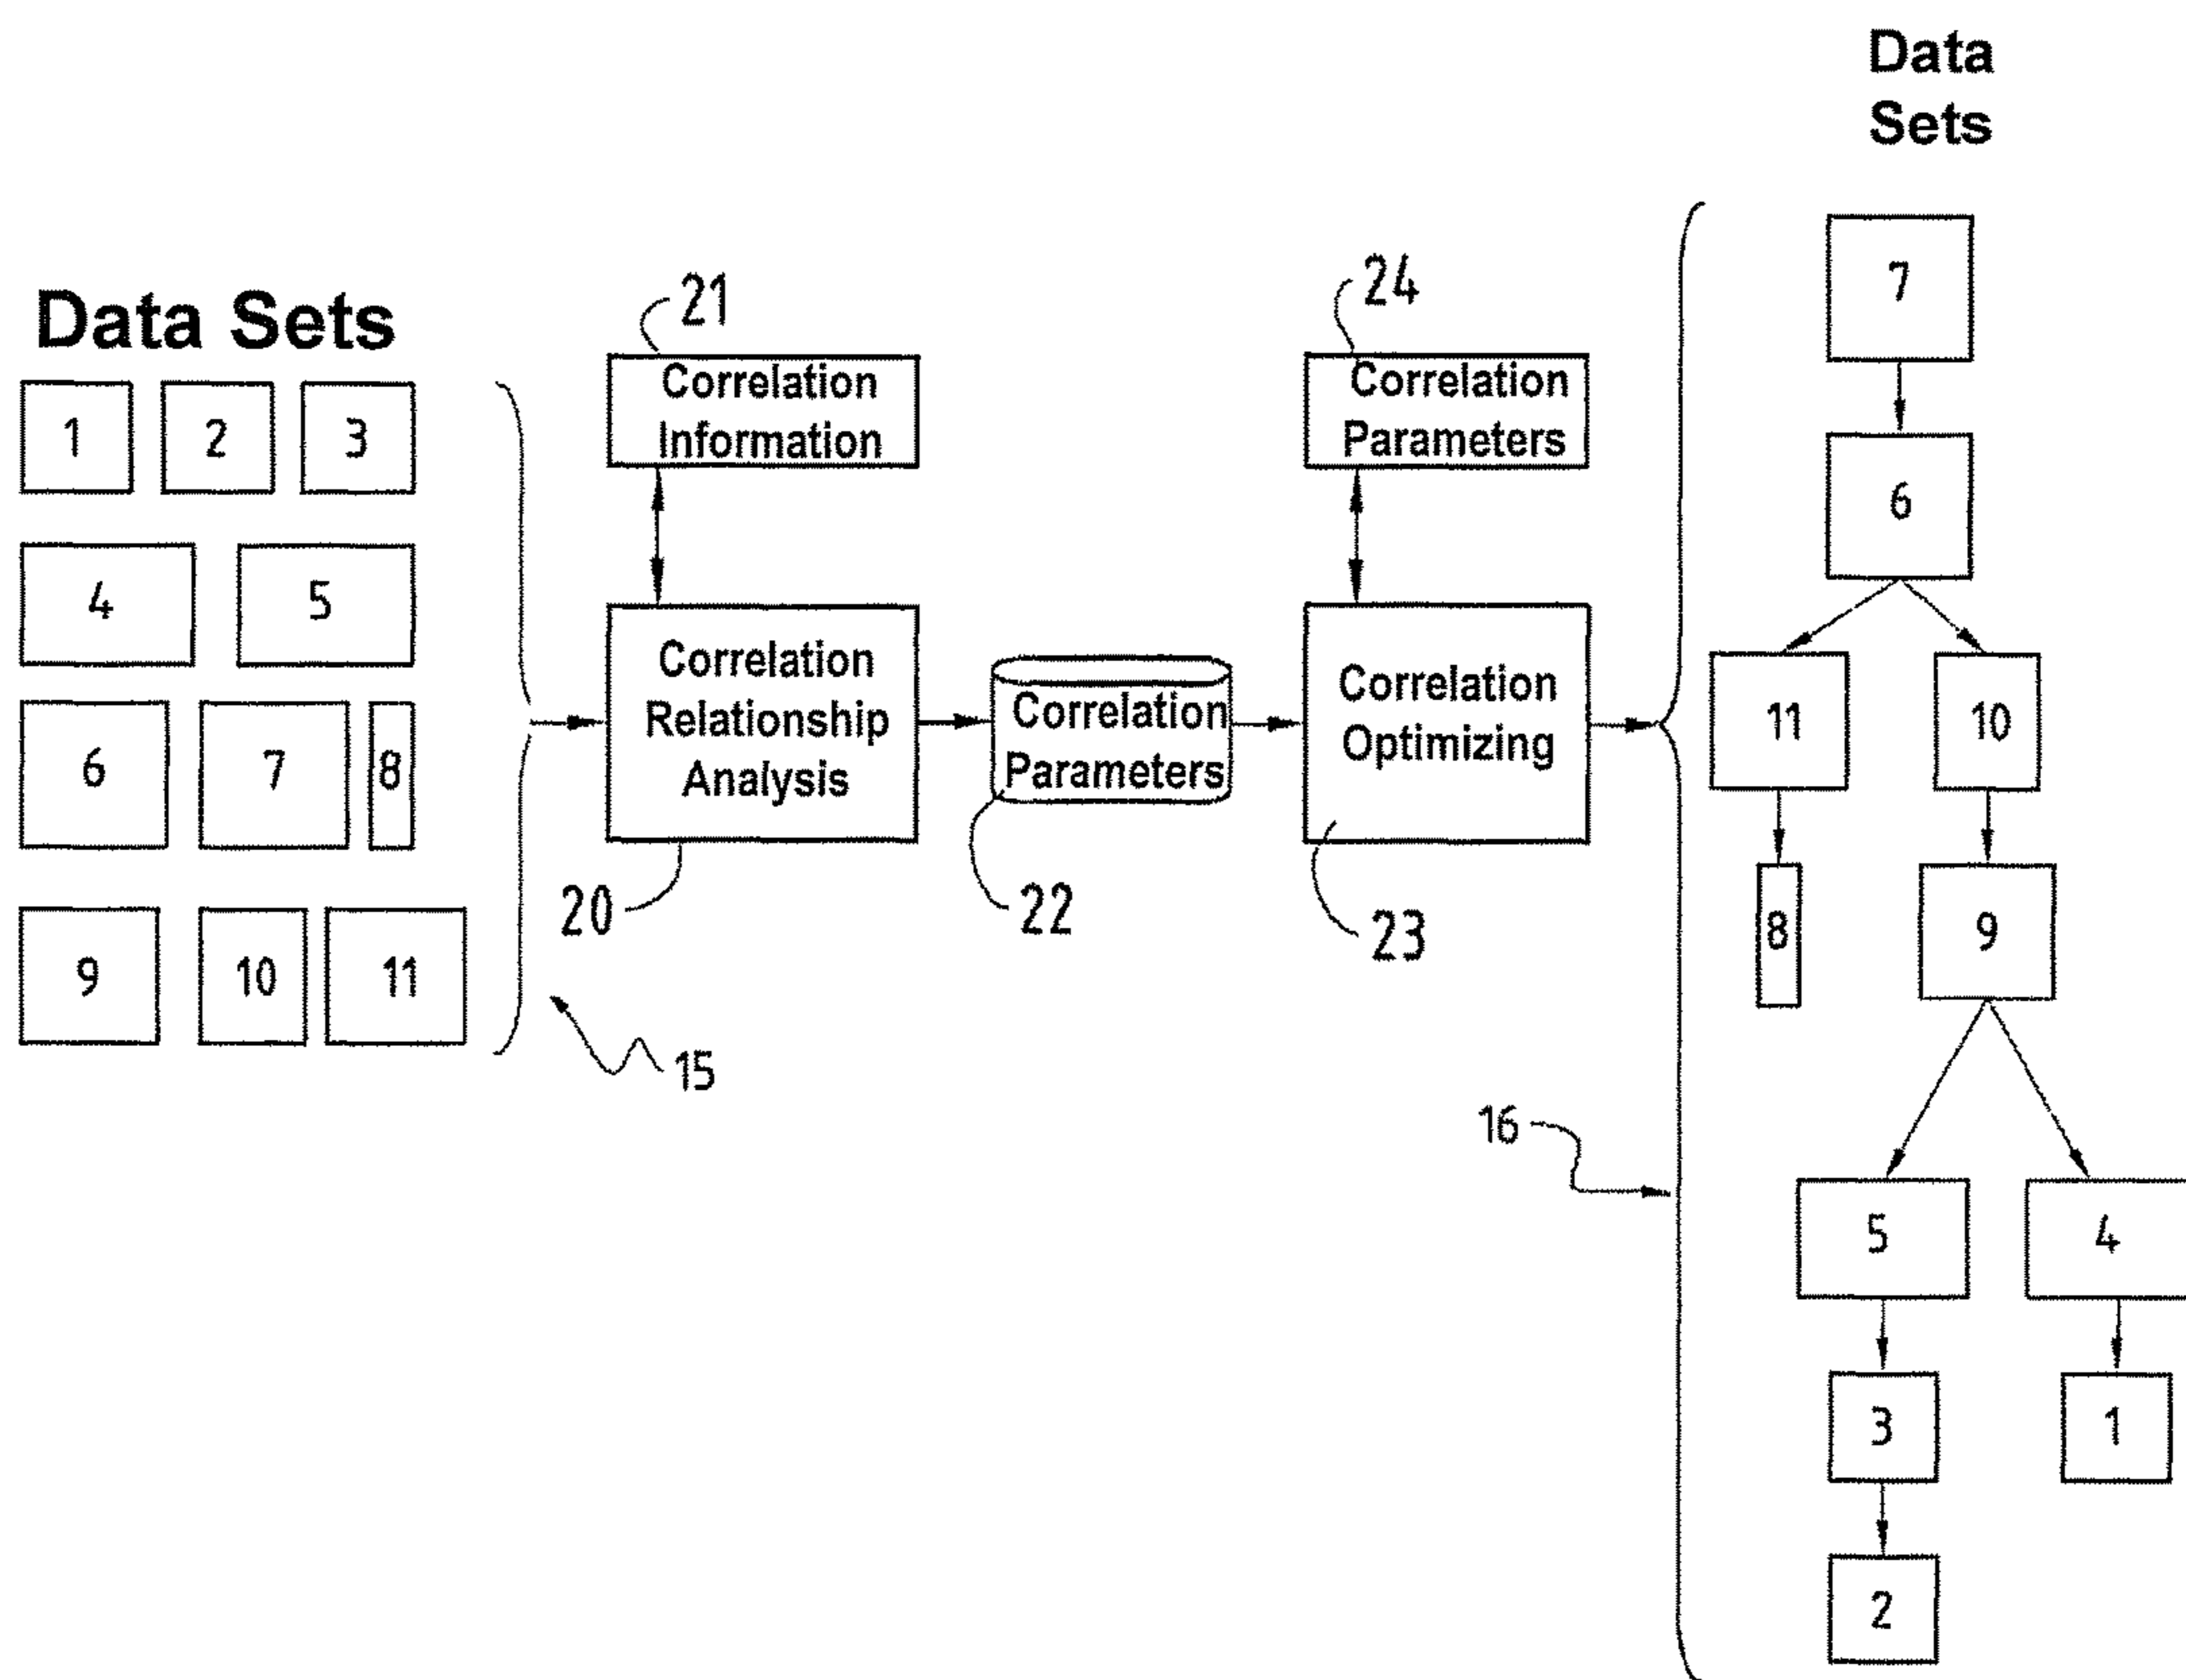 Data Sets
1 2 3
4 5
6 7 8
9 10 11
15
21
Correlation
Information
Correlation
Relationship
Analysis
20
Correlation
Parameters
22
24
Correlation
Parameters
Correlation
Optimizing
23
16
Data
Sets
7
6
11 10
8 9
5 4
3 1
2